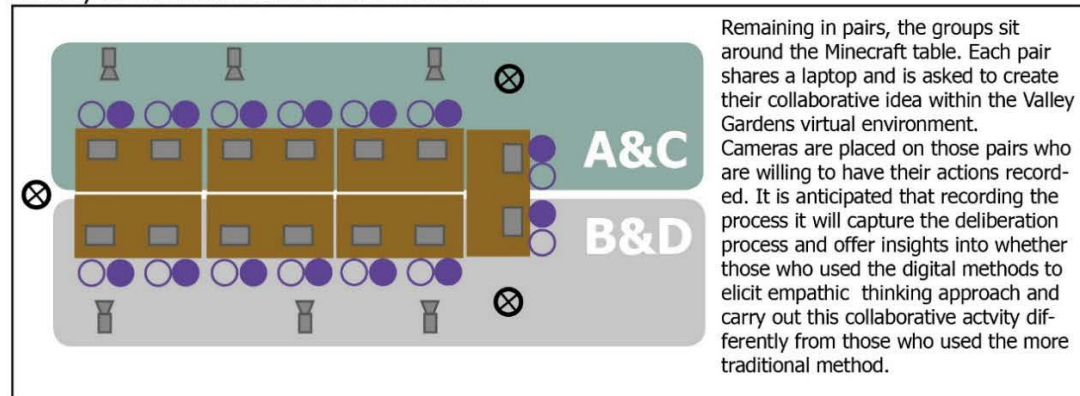 Remaining in pairs, the groups sit
around the Minecraft table. Each pair
shares a laptop and is asked to create
their collaborative idea within the Valley
Gardens virtual environment.
Cameras are placed on those pairs who
are willing to have their actions record-
ed. It is anticipated that recording the
process it will capture the deliberation
process and offer insights into whether
those who used the digital methods to
elicit empathic thinking approach and
carry out this collaborative actvity dif-
ferently from those who used the more
traditional method.
A&C
B&D